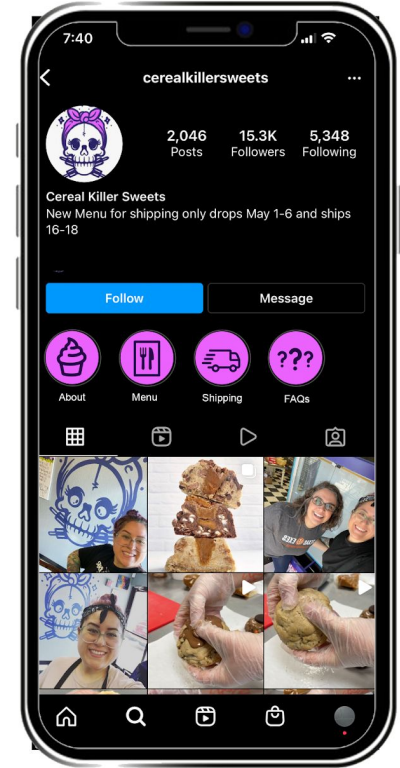 7:40
cerealkillersweets
2,046 15.3K 5,348
Posts Followers Following
Cereal Killer Sweets
New Menu for shipping only drops May 1-6 and ships
16-18
Follow Message
About Menu Shipping FAQs
???